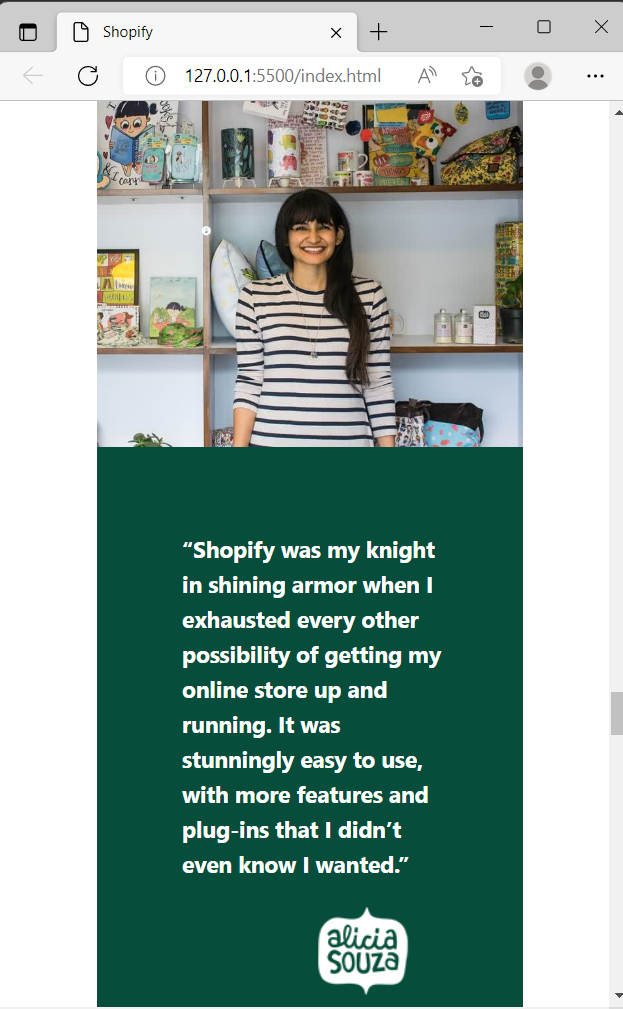 Shopify
127.0.0.1:5500/index.html
“Shopify was my knight
in shining armor when I
exhausted every other
possibility of getting my
online store up and
running. It was
stunningly easy to use,
with more features and
plug-ins that I didn’t
even know I wanted.”
alicia
SOUZA